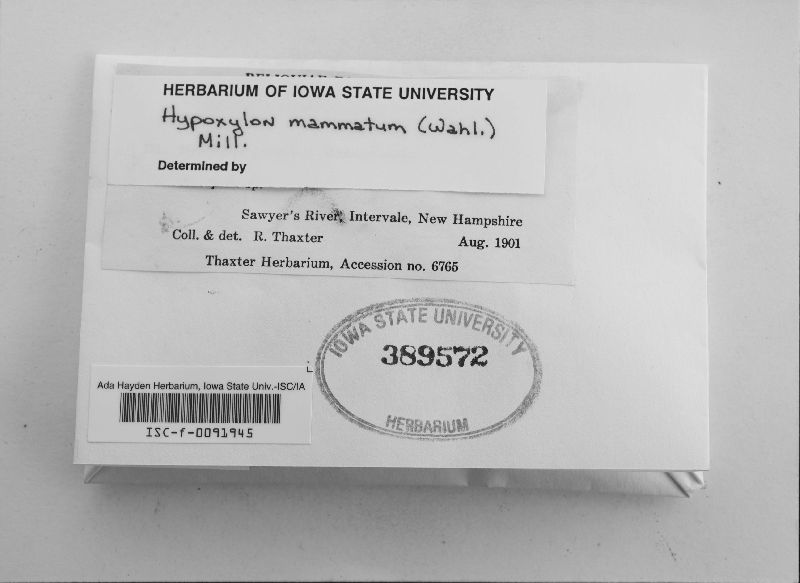 HERBARIUM OF IOWA STATE UNIVERSITY
Hypoxylon mammatum (Wahl.)
Mill.
Determined by
Sawyer's River, Intervale, New Hampshire
Coll. & det. R. Thaxter Aug. 1901
Thaxter Herbarium, Accession no. 6765
IOWA STATE UNIVERSITY
389572
HERBARIUM
Ada Hayden Herbarium, Iowa State Univ.-ISC/IA
ISC-f-0091945